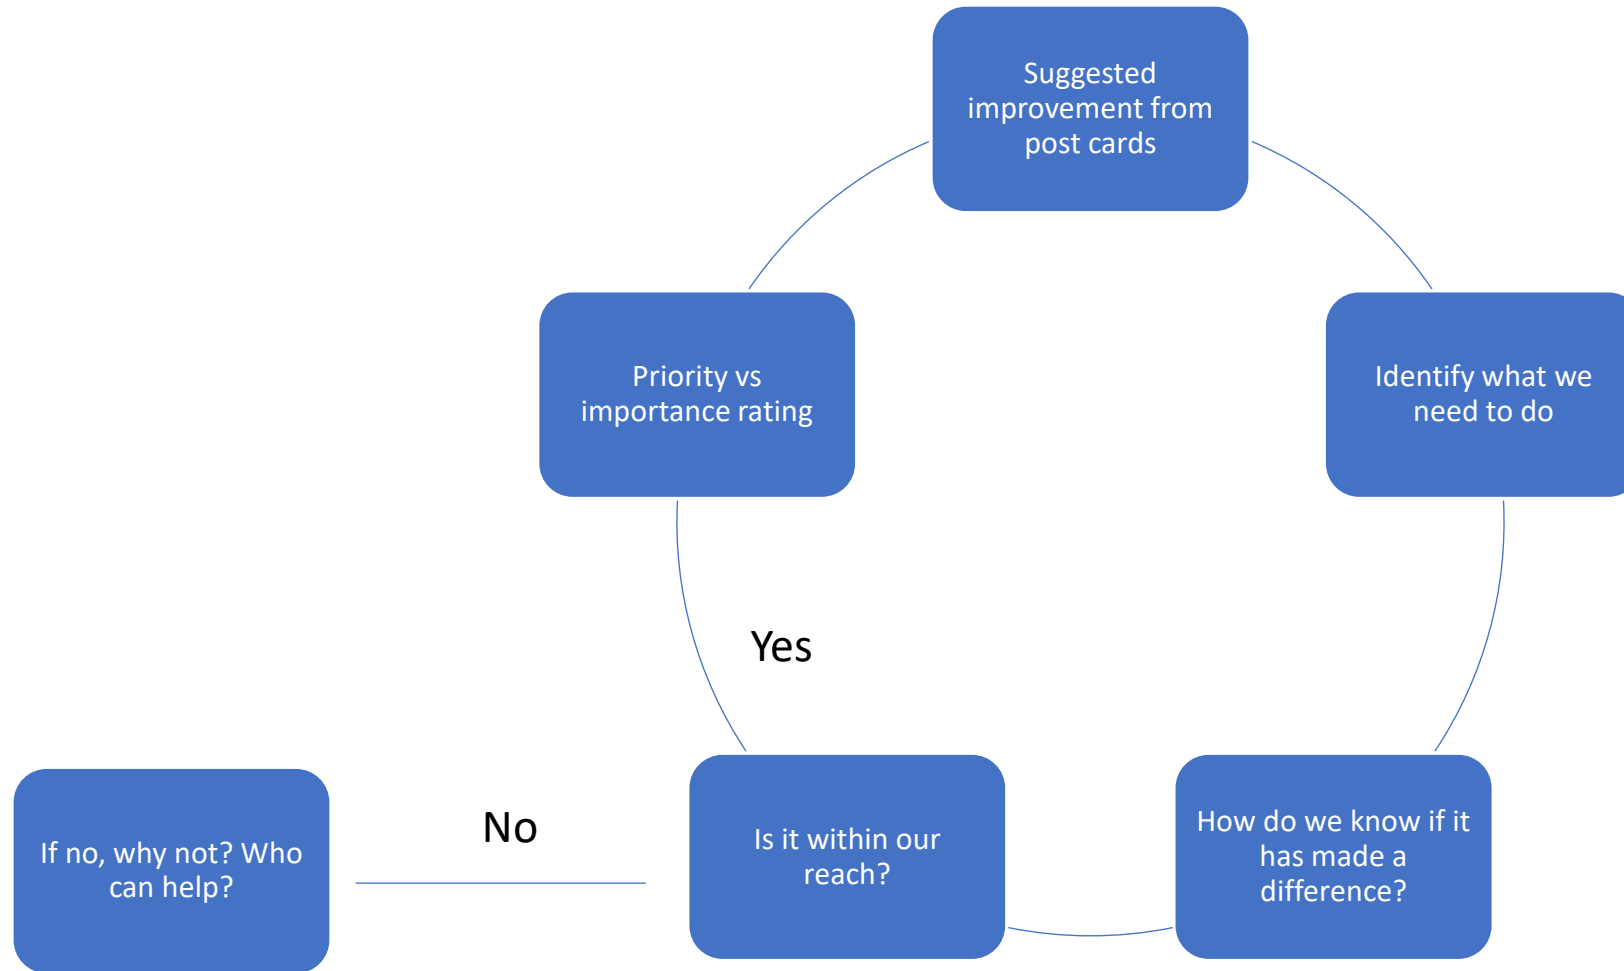 Suggested
improvement from
post cards
Priority vs
importance rating
Identify what we
need to do
Yes
No
If no, why not? Who
can help?
Is it within our
reach?
How do we know if it
has made a
difference?